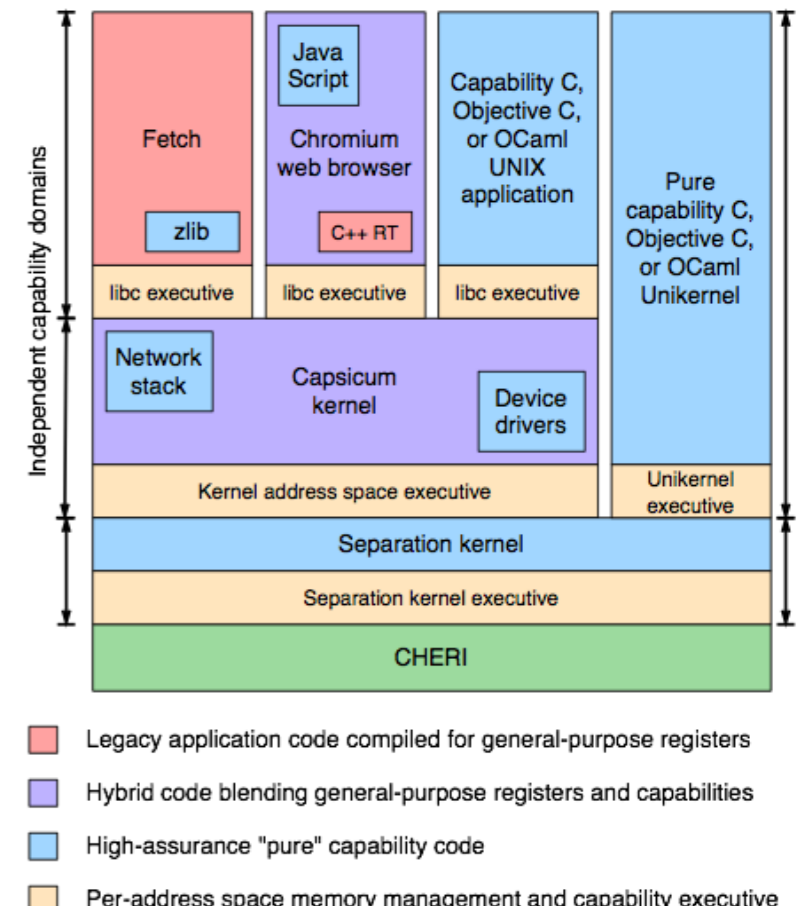 Independent capability domains
Fetch
zlib
libc executive
Java
Script
Chromium
web browser
C++ RT
libc executive
Capability C,
Objective C,
or OCaml
UNIX
application
libc executive
Pure
capability C,
Objective C,
or OCaml
Unikernel
Network
stack
Capsicum
kernel
Device
drivers
Kernel address space executive
Unikernel
executive
Separation kernel
Separation kernel executive
CHERI
Legacy application code compiled for general-purpose registers
Hybrid code blending general-purpose registers and capabilities
High-assurance "pure" capability code
Per-address space memory management and capability executive